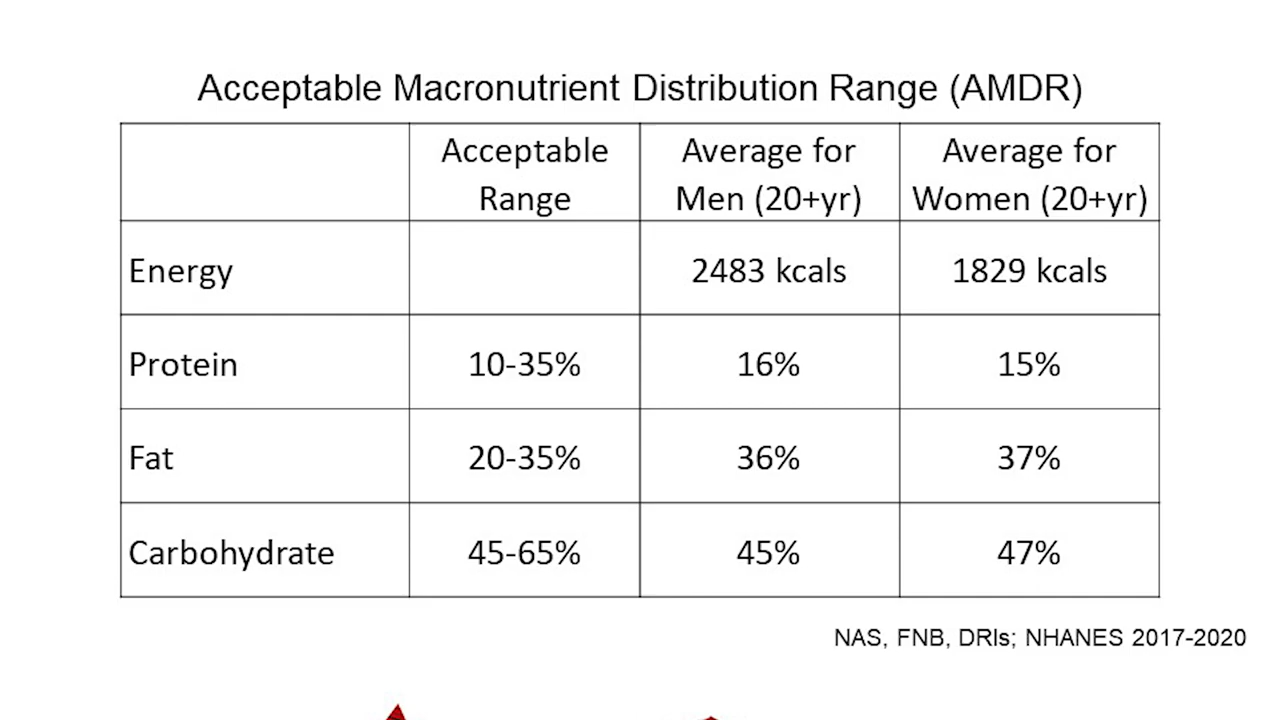 Acceptable Macronutrient Distribution Range (AMDR)
Acceptable Range Average for Men (20+yr) Average for Women (20+yr)
Energy 2483 kcals 1829 kcals
Protein 10-35% 16% 15%
Fat 20-35% 36% 37%
Carbohydrate 45-65% 45% 47%
NAS, FNB, DRIs; NHANES 2017-2020